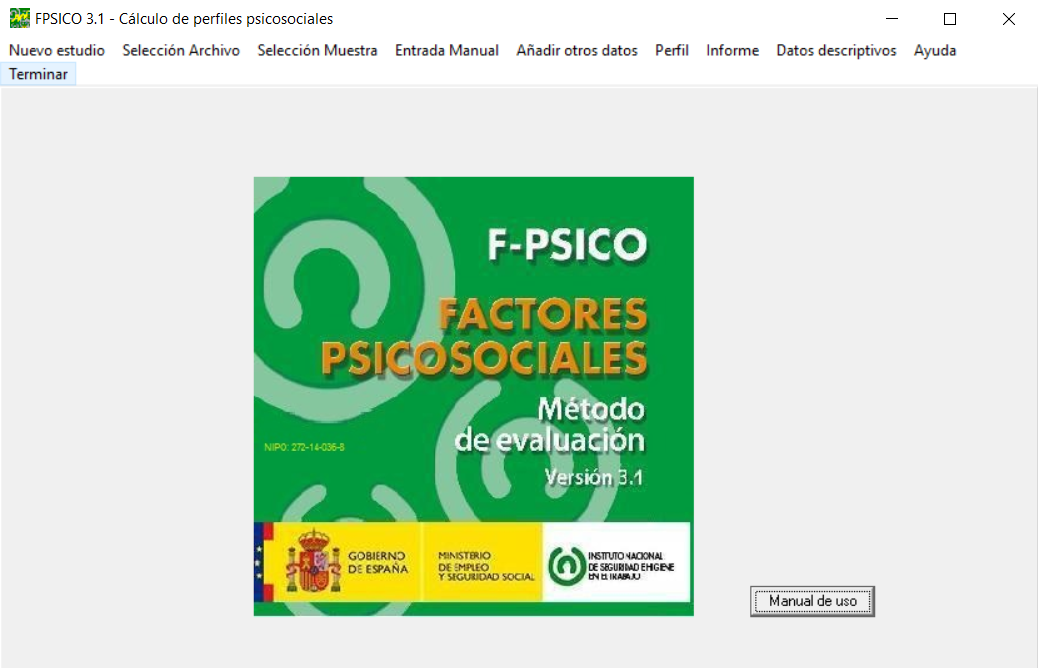 FPSICO 3.1 - Cálculo de perfiles psicosociales
Nuevo estudio Selección Archivo Selección Muestra Entrada Manual Añadir otros datos Perfil Informe Datos descriptivos Ayuda
Terminar
F-PSICO
FACTORES
PSICOSOCIALES
Método
de evaluación
Versión 3.1
NIPO: 272-14-036-8
GOBIERNO
DE ESPAÑA
MINISTERIO
DE EMPLEO
Y SEGURIDAD SOCIAL
INSTITUTO NACIONAL
DE SEGURIDAD E HIGIENE
EN EL TRABAJO
Manual de uso